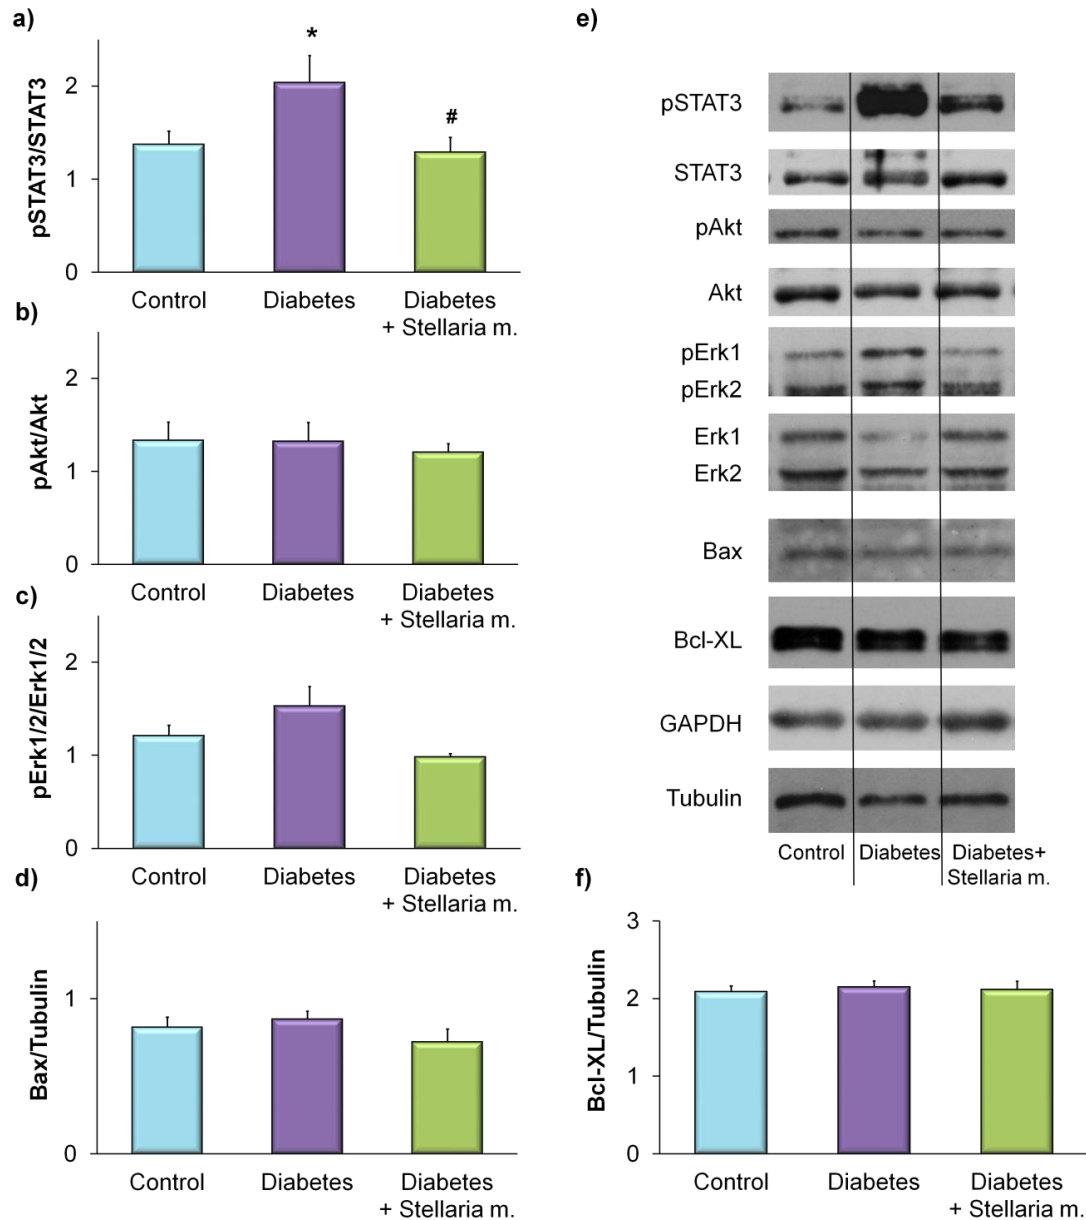 a)
pSTAT3/STAT3
2
1
0
*
#
Control
Diabetes
Diabetes
+ Stellaria m.
b)
pAkt/Akt
2
1
0
Control
Diabetes
Diabetes
+ Stellaria m.
c)
pErk1/2/Erk1/2
2
1
0
Control
Diabetes
Diabetes
+ Stellaria m.
d)
Bax/Tubulin
1
0
Control
Diabetes
Diabetes
+ Stellaria m.
e)
pSTAT3
STAT3
pAkt
Akt
pErk1
pErk2
Erk1
Erk2
Bax
Bcl-XL
GAPDH
Tubulin
Control
Diabetes
Diabetes+
Stellaria m.
f)
Bcl-XL/Tubulin
3
2
1
0
Control
Diabetes
Diabetes
+ Stellaria m.